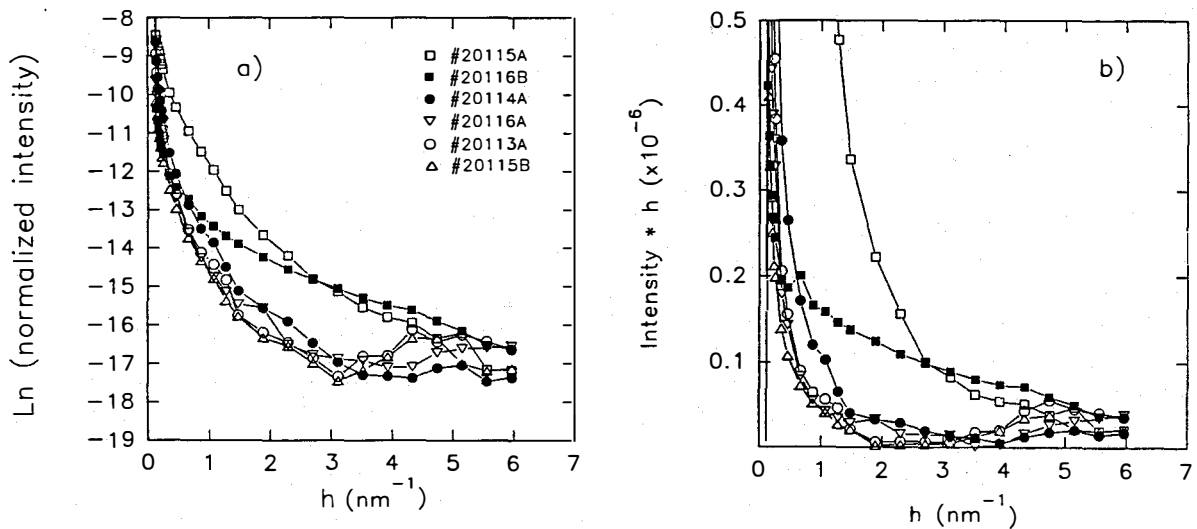 Ln (normalized intensity)
-8
-9
-10
-11
-12
-13
-14
-15
-16
-17
-18
-19
0 1 2 3 4 5 6 7
h (nm⁻¹)
a)
#20115A
#20116B
#20114A
#20116A
#20113A
#20115B
Intensity * h (x10⁻⁶)
0.5
0.4
0.3
0.2
0.1
0 1 2 3 4 5 6 7
h (nm⁻¹)
b)